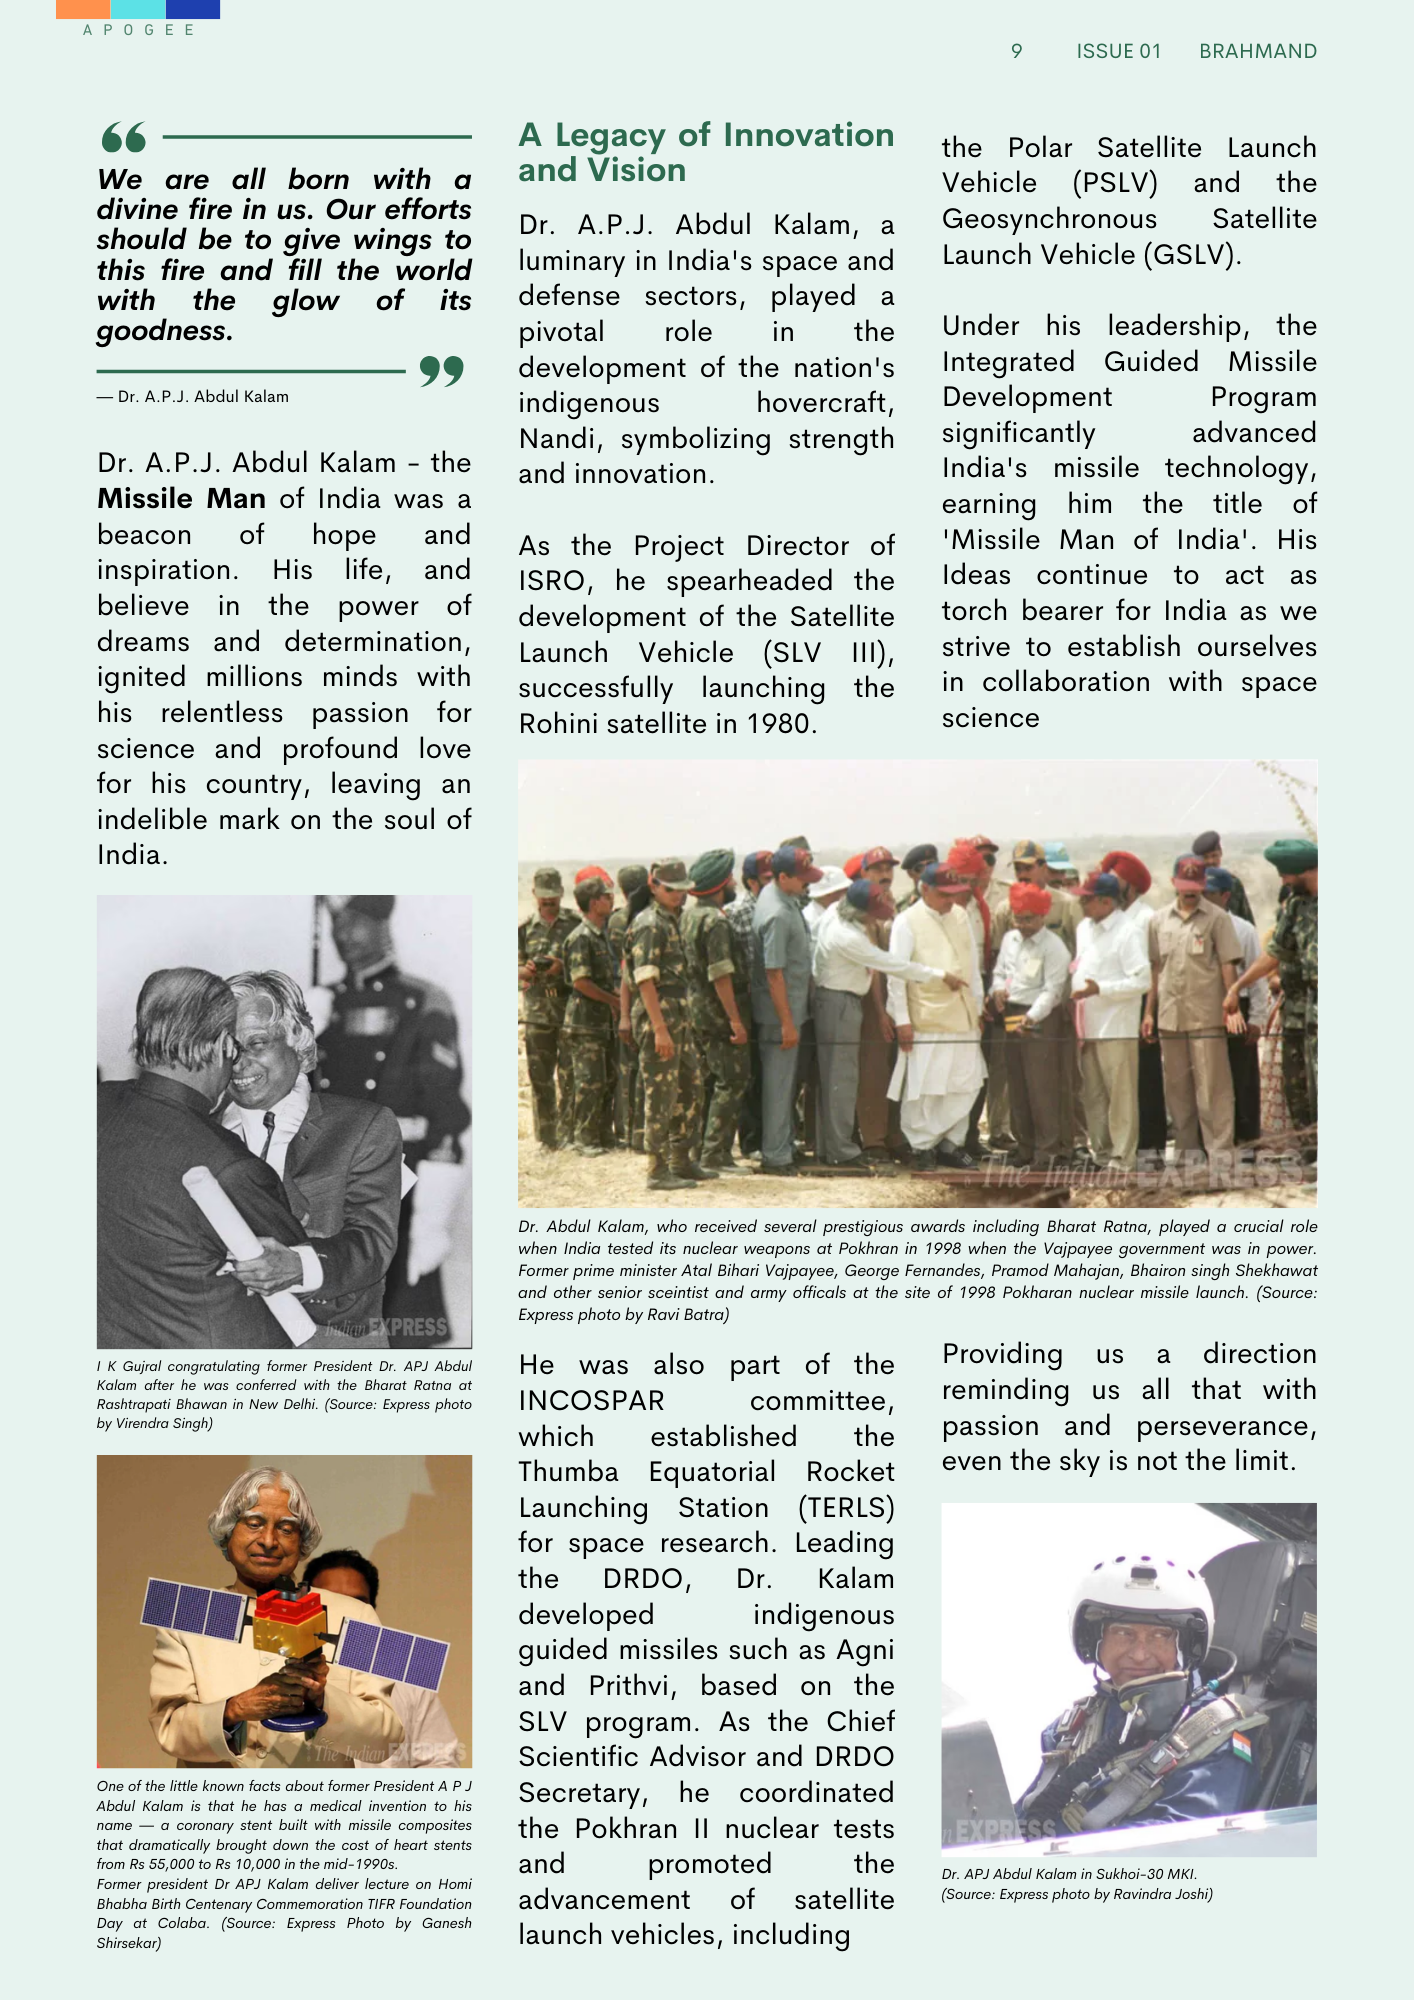 A P O G E E
9 ISSUE 01 BRAHMAND
We are all born with a
divine fire in us. Our efforts
should be to give wings to
this fire and fill the world
with the glow of its
goodness.
— Dr. A.P.J. Abdul Kalam
Dr. A.P.J. Abdul Kalam - the
Missile Man of India was a
beacon of hope and
inspiration. His life, and
believe in the power of
dreams and determination,
ignited millions minds with
his relentless passion for
science and profound love
for his country, leaving an
indelible mark on the soul of
India.
The Indian EXPRESS
I K Gujral congratulating former President Dr. APJ Abdul
Kalam after he was conferred with the Bharat Ratna at
Rashtrapati Bhawan in New Delhi. (Source: Express photo
by Virendra Singh)
The Indian EXPRESS
One of the little known facts about former President A P J
Abdul Kalam is that he has a medical invention to his
name — a coronary stent built with missile composites
that dramatically brought down the cost of heart stents
from Rs 55,000 to Rs 10,000 in the mid-1990s.
Former president Dr APJ Kalam deliver lecture on Homi
Bhabha Birth Centenary Commemoration TIFR Foundation
Day at Colaba. (Source: Express Photo by Ganesh
Shirsekar)
A Legacy of Innovation
and Vision
Dr. A.P.J. Abdul Kalam, a
luminary in India's space and
defense sectors, played a
pivotal role in the
development of the nation's
indigenous hovercraft,
Nandi, symbolizing strength
and innovation.
As the Project Director of
ISRO, he spearheaded the
development of the Satellite
Launch Vehicle (SLV III),
successfully launching the
Rohini satellite in 1980.
The Indian EXPRESS
Dr. Abdul Kalam, who received several prestigious awards including Bharat Ratna, played a crucial role
when India tested its nuclear weapons at Pokhran in 1998 when the Vajpayee government was in power.
Former prime minister Atal Bihari Vajpayee, George Fernandes, Pramod Mahajan, Bhairon singh Shekhawat
and other senior sceintist and army officals at the site of 1998 Pokharan nuclear missile launch. (Source:
Express photo by Ravi Batra)
He was also part of the
INCOSPAR committee,
which established the
Thumba Equatorial Rocket
Launching Station (TERLS)
for space research. Leading
the DRDO, Dr. Kalam
developed indigenous
guided missiles such as Agni
and Prithvi, based on the
SLV program. As the Chief
Scientific Advisor and DRDO
Secretary, he coordinated
the Pokhran II nuclear tests
and promoted the
advancement of satellite
launch vehicles, including
the Polar Satellite Launch
Vehicle (PSLV) and the
Geosynchronous Satellite
Launch Vehicle (GSLV).
Under his leadership, the
Integrated Guided Missile
Development Program
significantly advanced
India's missile technology,
earning him the title of
'Missile Man of India'. His
Ideas continue to act as
torch bearer for India as we
strive to establish ourselves
in collaboration with space
science
Providing us a direction
reminding us all that with
passion and perseverance,
even the sky is not the limit.
n EXPRESS
Dr. APJ Abdul Kalam in Sukhoi-30 MKI.
(Source: Express photo by Ravindra Joshi)